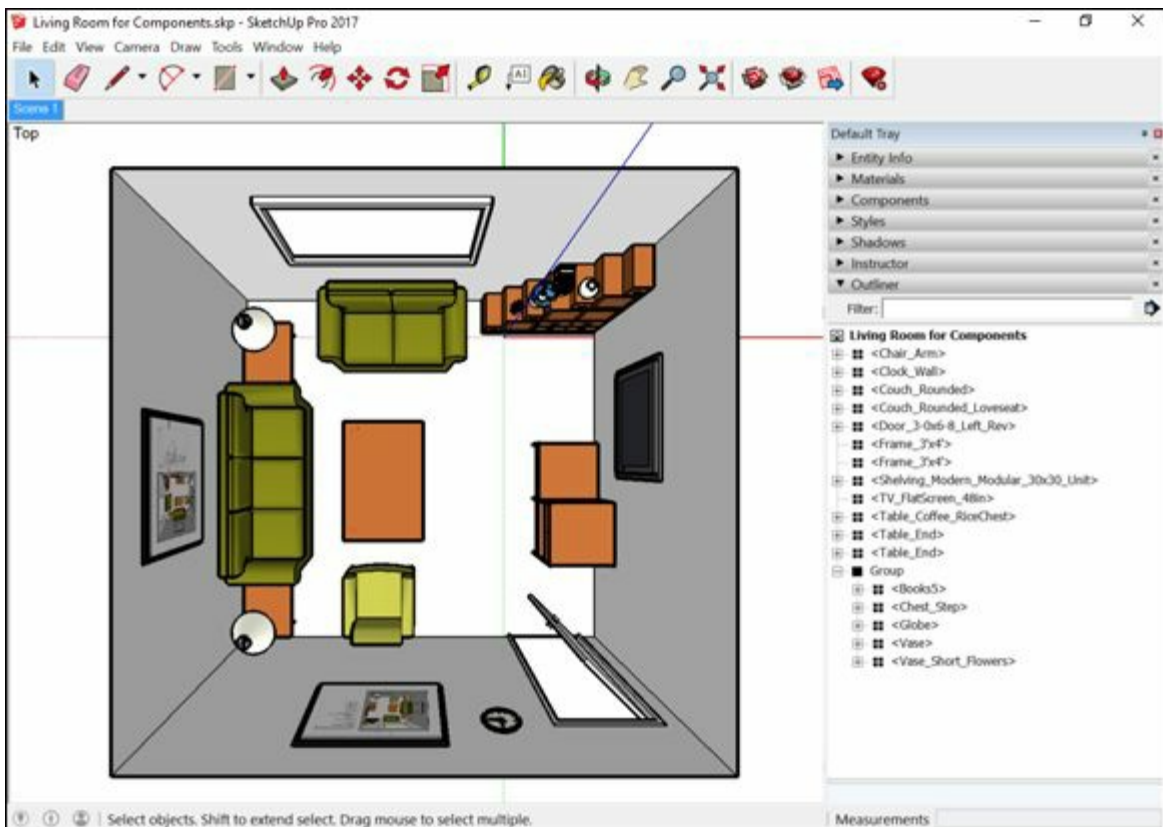 Living Room for Components.skp - SketchUp Pro 2017
File Edit View Camera Draw Tools Window Help
A1
Scene 1
Top
Default Tray
Entity Info
Materials
Components
Styles
Shadows
Instructor
Outliner
Filter:
Living Room for Components
<Chair_Arm>
<Clock_Wall>
<Couch_Rounded>
<Couch_Rounded_Loveseat>
<Door_3-0x6-8_Left_Rev>
<Frame_3'x4'>
<Frame_3'x4'>
<Shelving_Modern_Modular_30x30_Unit>
<TV_FlatScreen_48in>
<Table_Coffee_RiceChest>
<Table_End>
<Table_End>
Group
<Books5>
<Chest_Step>
<Globe>
<Vase>
<Vase_Short_Flowers>
Select objects. Shift to extend select. Drag mouse to select multiple.
Measurements